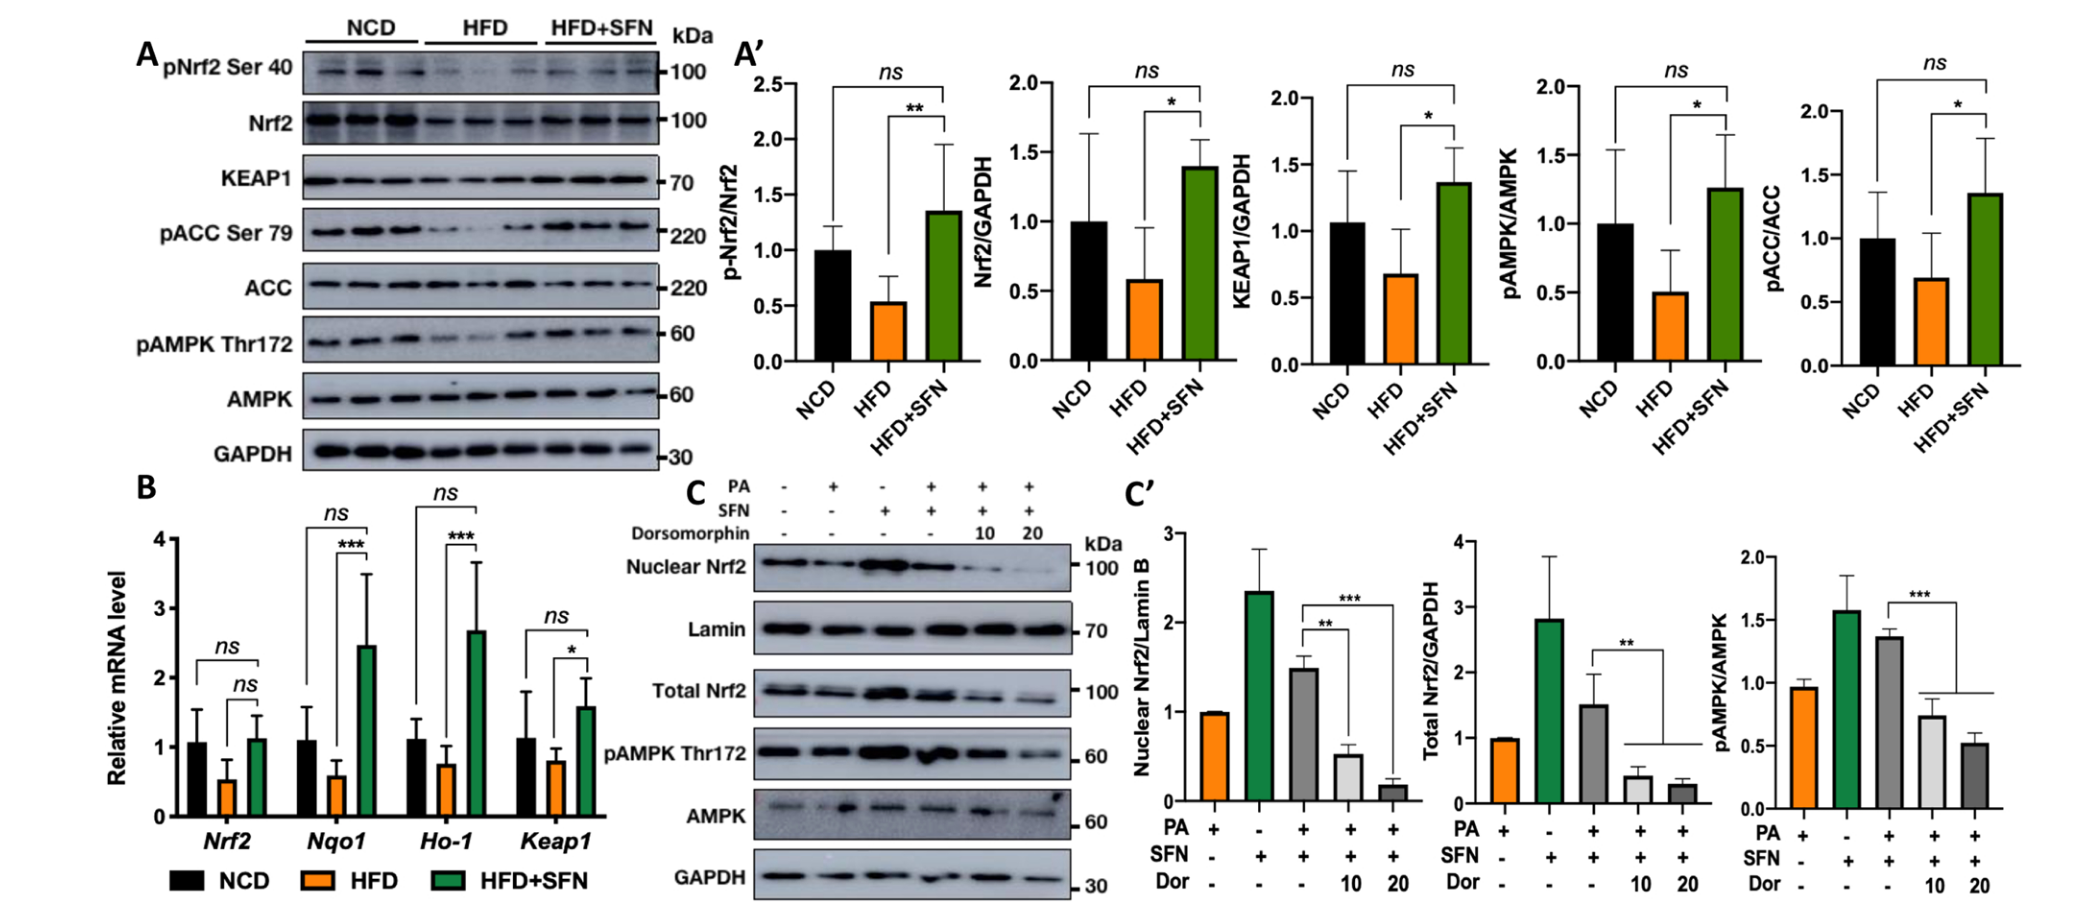 A
NCD HFD HFD+SFN kDa
pNrf2 Ser 40 100
Nrf2 100
KEAP1 70
pACC Ser 79 220
ACC 220
pAMPK Thr172 60
AMPK 60
GAPDH 30
A'
ns
**
2.5
2.0
1.5
1.0
0.5
0.0
p-Nrf2/Nrf2
NCD HFD HFD+SFN
ns
*
2.0
1.5
1.0
0.5
0.0
Nrf2/GAPDH
NCD HFD HFD+SFN
ns
*
2.0
1.5
1.0
0.5
0.0
KEAP1/GAPDH
NCD HFD HFD+SFN
ns
*
2.0
1.5
1.0
0.5
0.0
pAMPK/AMPK
NCD HFD HFD+SFN
ns
*
2.0
1.5
1.0
0.5
0.0
pACC/ACC
NCD HFD HFD+SFN
B
Relative mRNA level
4
3
2
1
0
ns ns
ns *** ns ***
ns *
Nrf2 Nqo1 Ho-1 Keap1
NCD HFD HFD+SFN
C
PA - + - + + +
SFN - - + + + +
Dorsomorphin - - - - 10 20
kDa
Nuclear Nrf2 100
Lamin 70
Total Nrf2 100
pAMPK Thr172 60
AMPK 60
GAPDH 30
C'
Nuclear Nrf2/Lamin B
3
2
1
0
***
**
PA + - + + +
SFN - + + + +
Dor - - - 10 20
Total Nrf2/GAPDH
4
3
2
1
0
**
PA + - + + +
SFN - + + + +
Dor - - - 10 20
pAMPK/AMPK
2.0
1.5
1.0
0.5
0.0
***
PA + - + + +
SFN - + + + +
Dor - - - 10 20